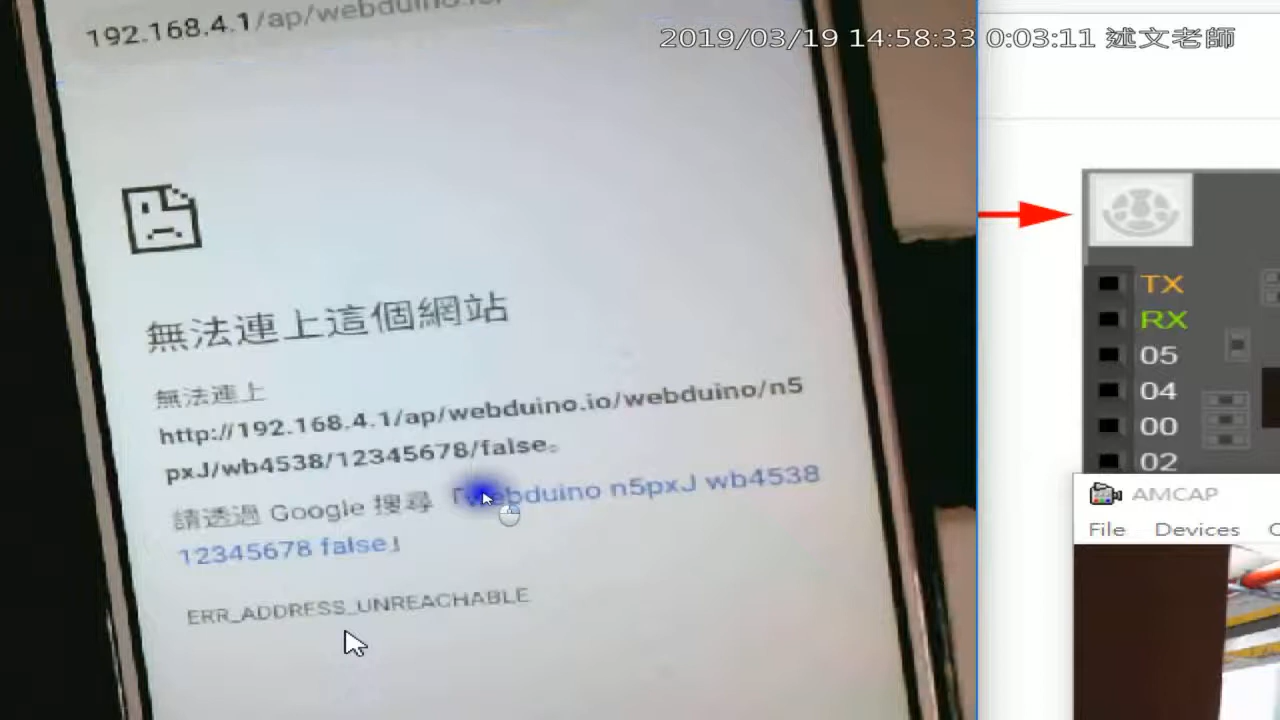 192.168.4.1/ap/webduino.io/
2019/03/19 14:58:33 0:03:11 述文老師
無法連上這個網站
無法連上
http://192.168.4.1/ap/webduino.io/webduino/n5
pxJ/wb4538/12345678/false。
請透過 Google 搜尋「webduino n5pxJ wb4538
12345678 false」
ERR_ADDRESS_UNREACHABLE
TX
RX
05
04
00
02
AMCAP
File Devices